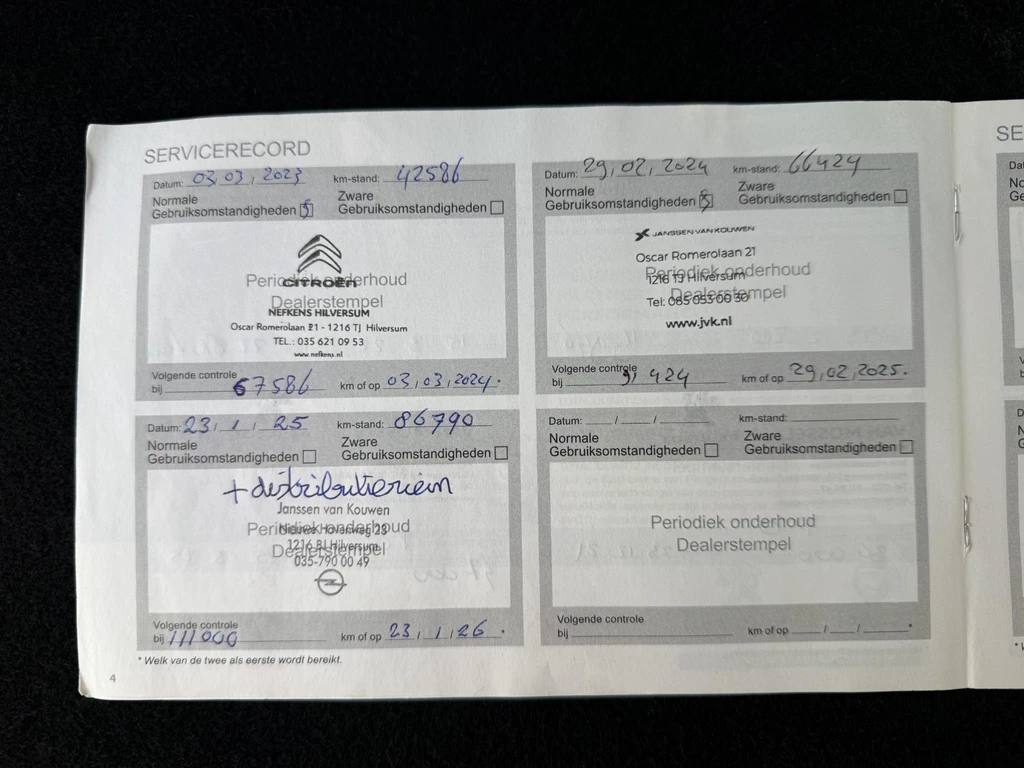 SERVICERECORD
Datum: 03,03,2023 km-stand: 42586
Normale Gebruiksomstandigheden Zware Gebruiksomstandigheden
Periodiek onderhoud
CITROËN
Dealerstempel
NEFKENS HILVERSUM
Oscar Romerolaan 21 - 1216 TJ Hilversum
TEL.: 035 621 09 53
www.nefkens.nl
Volgende controle
bij 67586 km of op 03,03,2024.
Datum: 29,02,2024 km-stand: 66424
Normale Gebruiksomstandigheden Zware Gebruiksomstandigheden
JANSSEN VAN KOUWEN
Oscar Romerolaan 21
Periodiek onderhoud
1216 TJ Hilversum
Dealerstempel
Tel: 085 053 00 30
www.jvk.nl
Volgende controle
bij 91424 km of op 29,02,2025.
Datum: 23/1/25 km-stand: 86790
Normale Gebruiksomstandigheden Zware Gebruiksomstandigheden
+ distributieriem
Janssen van Kouwen
Periodiek onderhoud
1216 BJ Hilversum
Dealerstempel
035-790 00 49
Volgende controle
bij 111000 km of op 23/1/26.
Datum: / / km-stand:
Normale Gebruiksomstandigheden Zware Gebruiksomstandigheden
Periodiek onderhoud
Dealerstempel
Volgende controle
bij km of op / / *
* Welk van de twee als eerste wordt bereikt.
4
SE